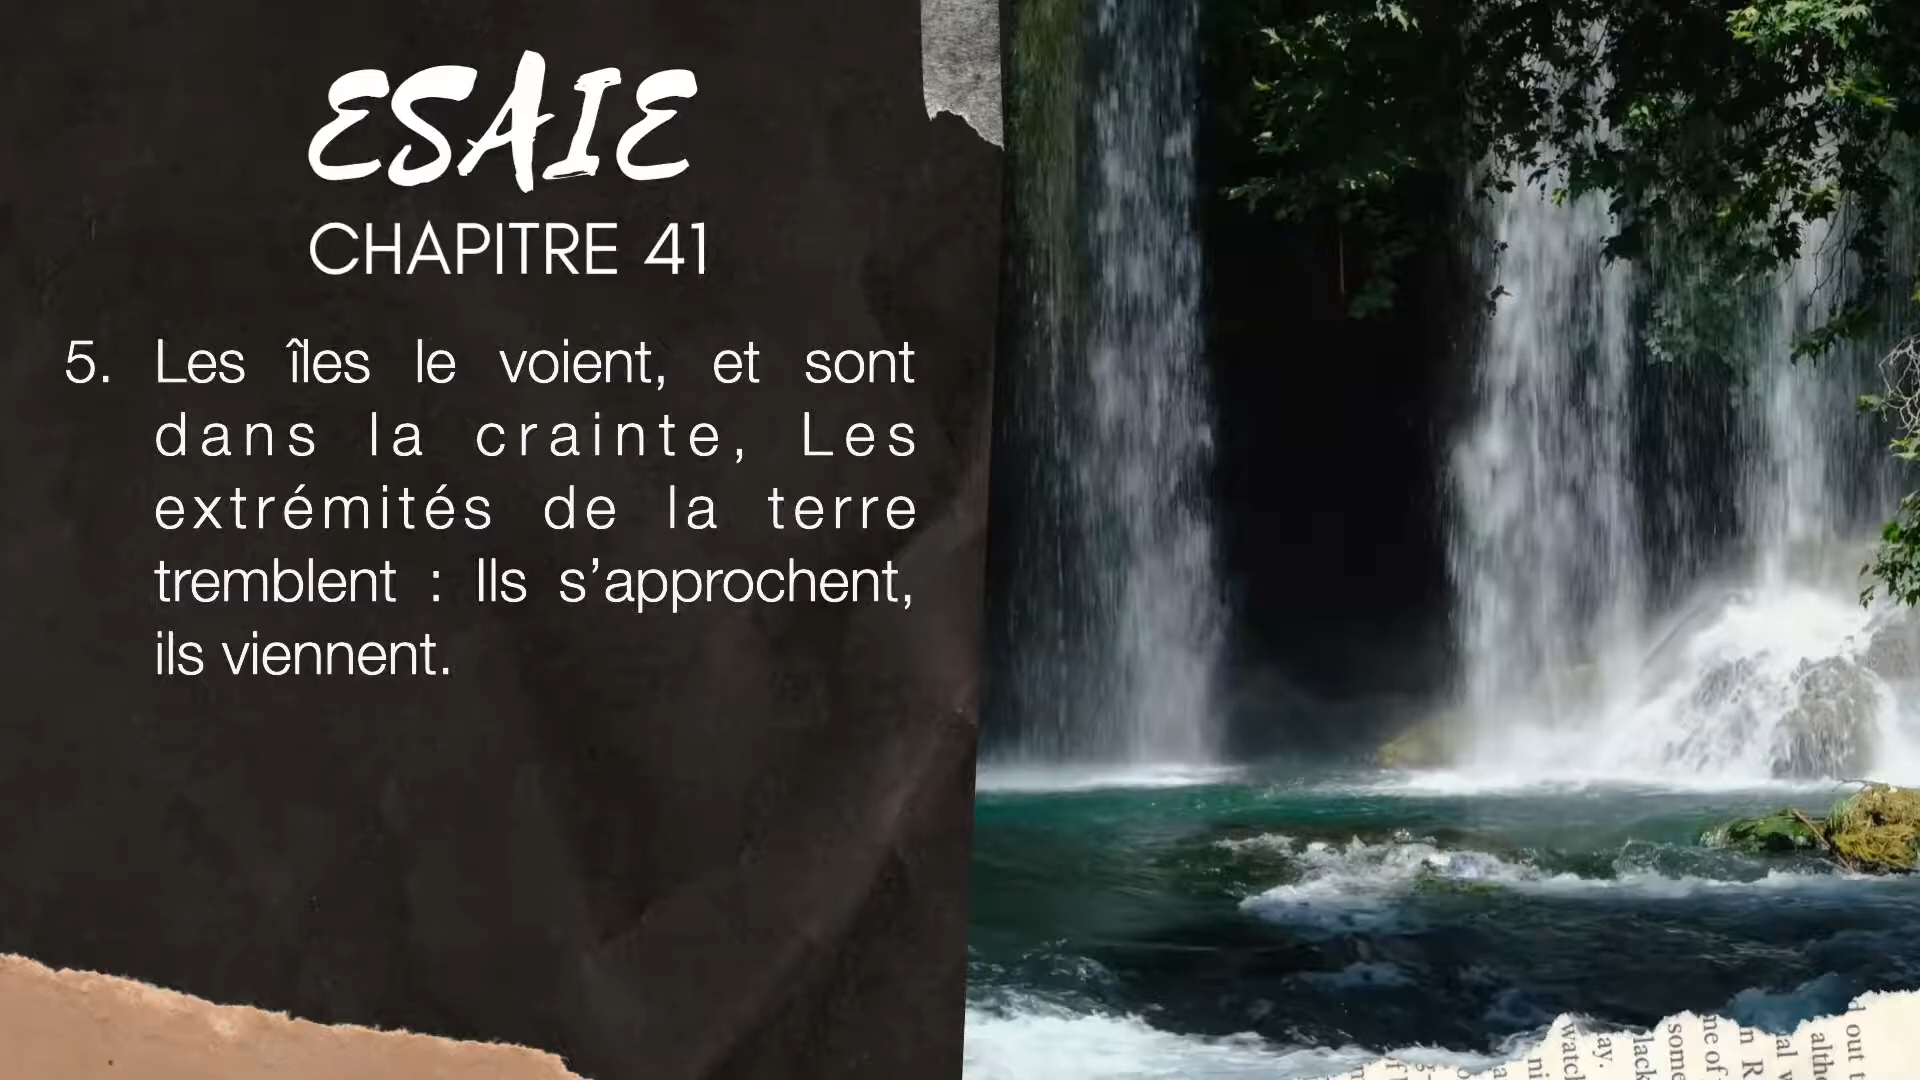 ESAIE
CHAPITRE 41
5. Les îles le voient, et sont
dans la crainte, Les
extrémités de la terre
tremblent : Ils s’approchent,
ils viennent.